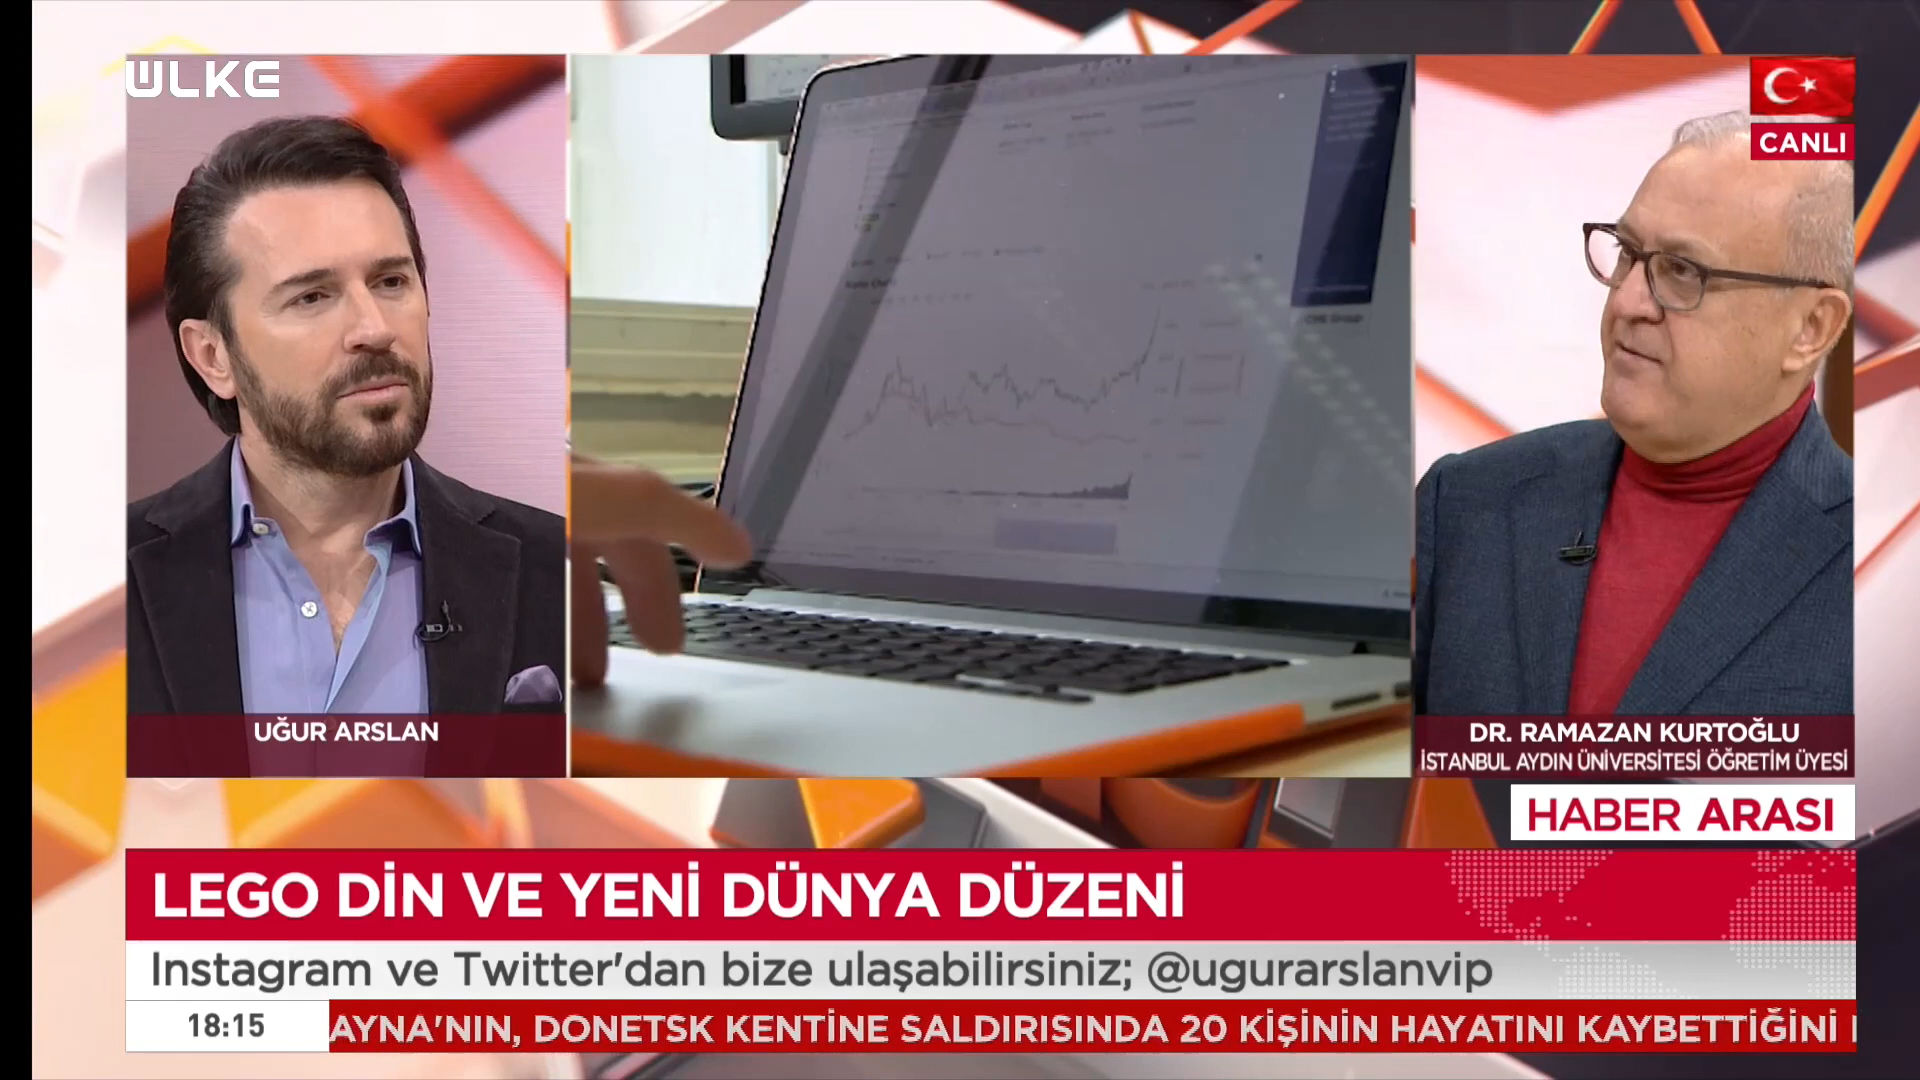 ÜLKE
CANLI
UĞUR ARSLAN
DR. RAMAZAN KURTOĞLU
İSTANBUL AYDIN ÜNİVERSİTESİ ÖĞRETİM ÜYESİ
HABER ARASI
LEGO DİN VE YENİ DÜNYA DÜZENİ
Instagram ve Twitter'dan bize ulaşabilirsiniz; @ugurarslanvip
18:15
AYNA'NIN, DONETSK KENTİNE SALDIRISINDA 20 KİŞİNİN HAYATINI KAYBETTİĞİNİ